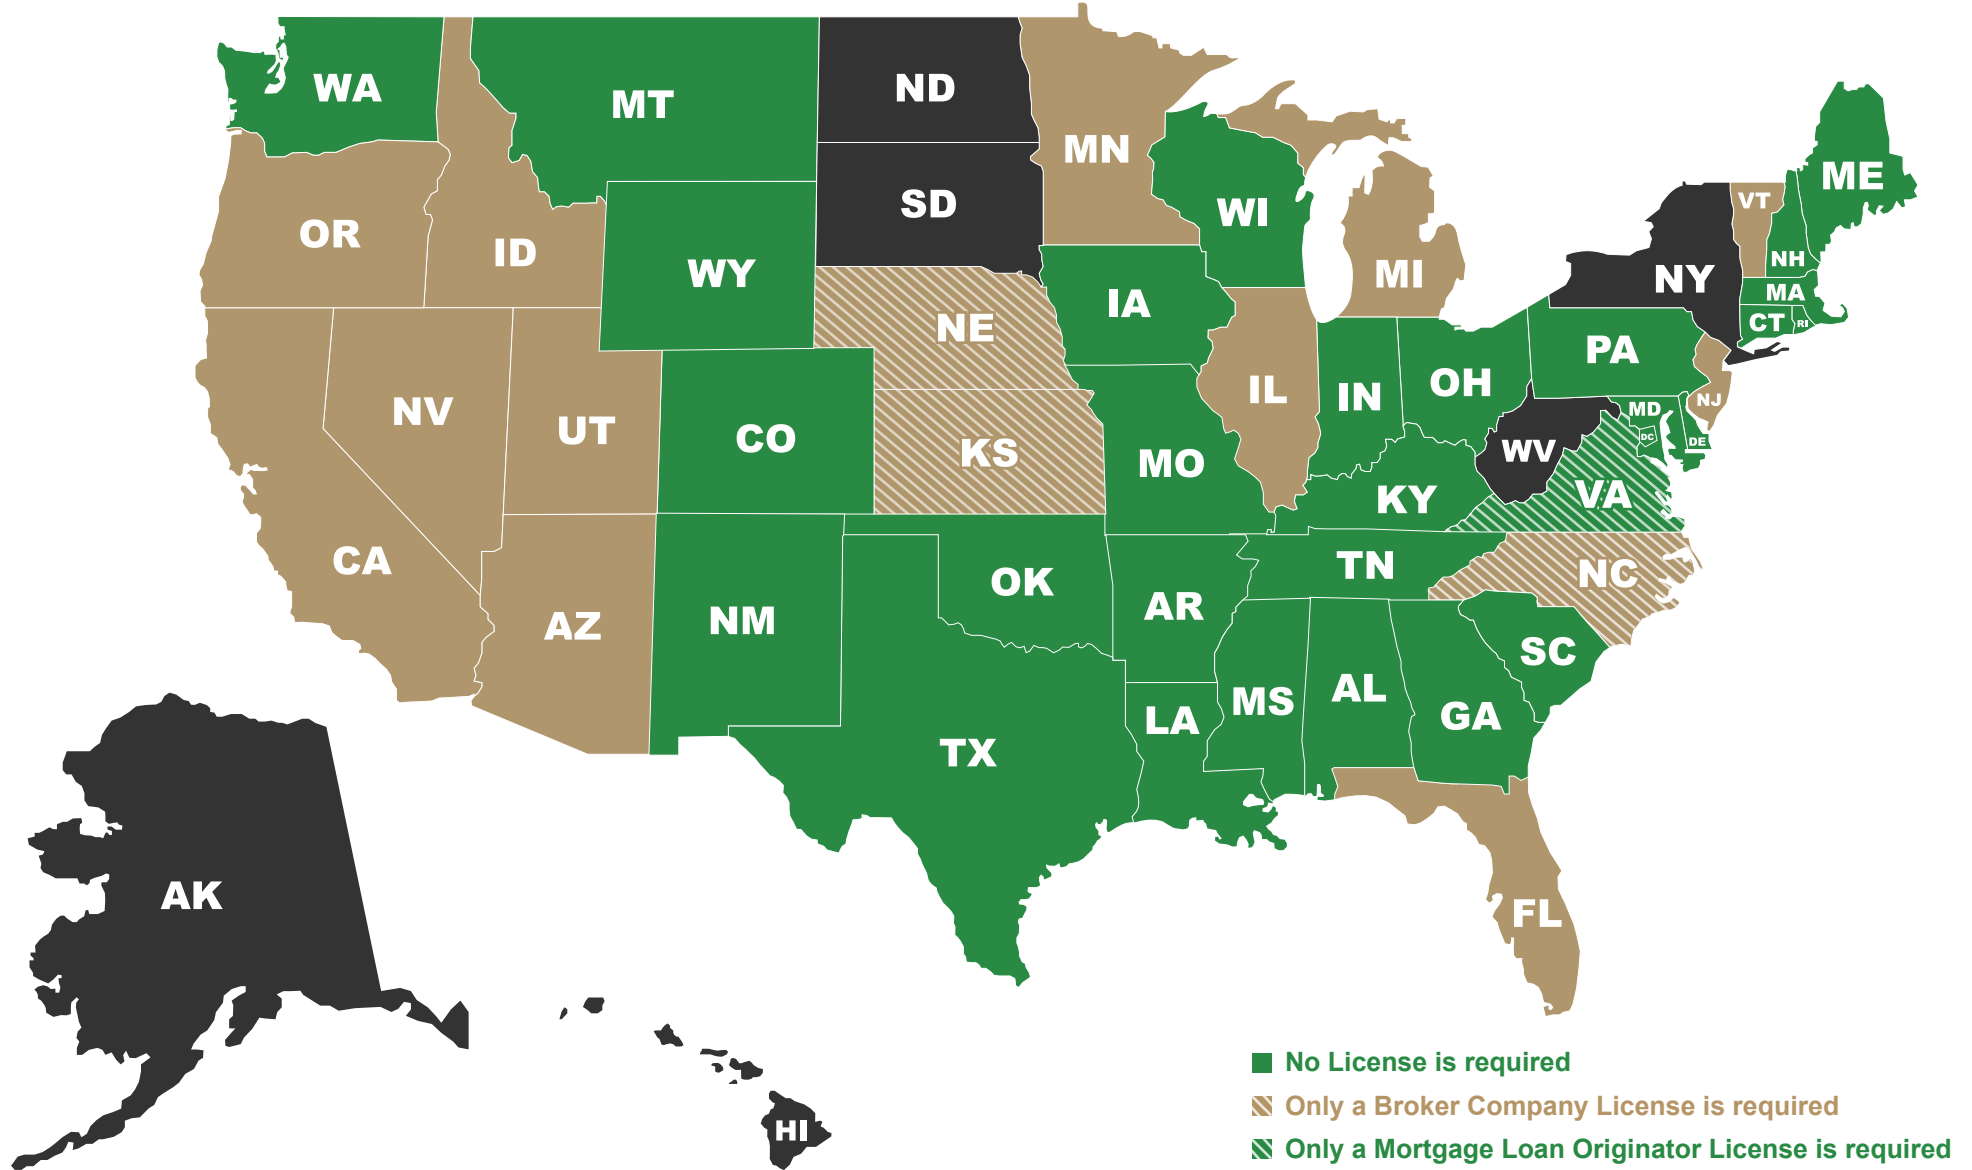 WA
MT
ND
MN
ME
SD
VT
WI
OR
ID
NH
WY
MI
NY
MA
IA
CT
RI
NE
PA
OH
IL
IN
NJ
NV
MD
UT
CO
DC
DE
WV
KS
MO
KY
VA
CA
TN
NC
OK
AR
AZ
NM
SC
AL
MS
GA
LA
TX
AK
FL
HI
No License is required
Only a Broker Company License is required
Only a Mortgage Loan Originator License is required